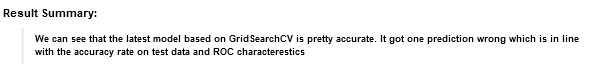 Result Summary:
We can see that the latest model based on GridSearchCV is pretty accurate. It got one prediction wrong which is in line
with the accuracy rate on test data and ROC characterestics